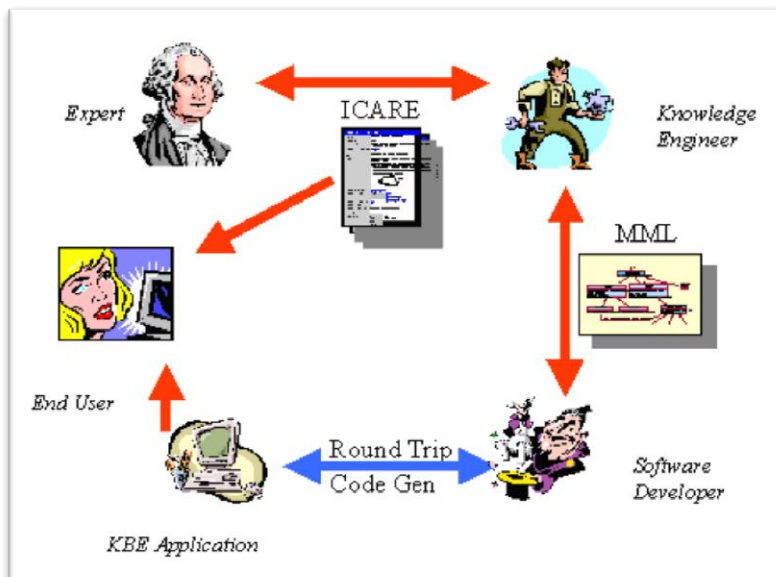 Expert
ICARE
Knowledge
Engineer
MML
End User
Round Trip
Code Gen
Software
Developer
KBE Application